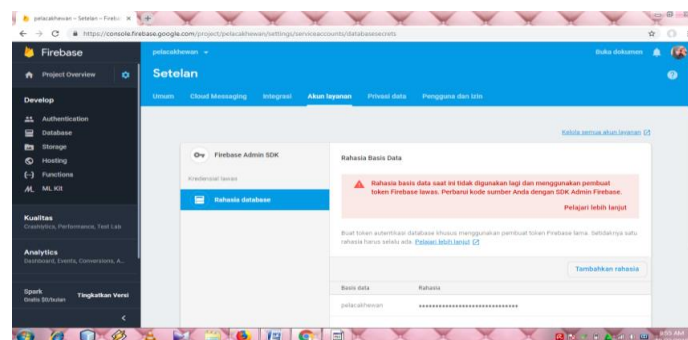 pelacakhewan - Setelan - Fireba
https://console.firebase.google.com/project/pelacakhewan/settings/serviceaccounts/databasesecrets
Firebase
pelacakhewan
Buka dokumen
Project Overview
Setelan
Umum Cloud Messaging Integrasi Akun layanan Privasi data Pengguna dan Izin
Develop
Authentication
Database
Storage
Hosting
Functions
ML Kit
Kualitas
Crashlytics, Performance, Test Lab
Analytics
Dashboard, Events, Conversions, A...
Spark
Gratis $0/bulan
Tingkatkan Versi
Kelola semua akun layanan
Firebase Admin SDK
Kredensial lawas
Rahasia database
Rahasia Basis Data
Rahasia basis data saat ini tidak digunakan lagi dan menggunakan pembuat
token Firebase lawas. Perbarui kode sumber Anda dengan SDK Admin Firebase.
Pelajari lebih lanjut
Buat token autentikasi database khusus menggunakan pembuat token Firebase lama. Setidaknya satu
rahasia harus selalu ada. Pelajari lebih lanjut
Tambahkan rahasia
Basis data Rahasia
pelacakhewan ••••••••••••••••••••••••••••••
9:55 AM